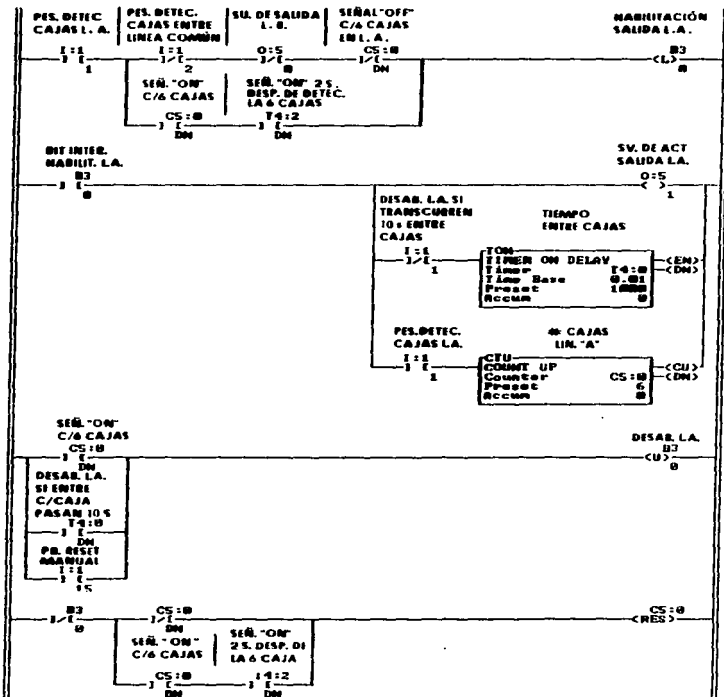 PES. DETEC CAJAS L. A.
PES. DETEC. CAJAS ENTRE LINEA COMÚN
SU. DE SALIDA L. B.
SEÑAL "OFF" C/6 CAJAS EN L. A.
HABILITACIÓN SALIDA L. A.
I:1
I:1
O:5
C5:0
B3
] [
]/[
]/[
]/[
<L>
1
2
0
DN
0
SEÑ. "ON" C/6 CAJAS
SEÑ. "ON" 2 S. DESP. DE DETEC. LA 6 CAJAS
C5:0
T4:2
] [
] [
DN
DN
BIT INTER. HABILIT. L.A.
SV. DE ACT SALIDA L.A.
B3
O:5
] [
< >
0
1
DISAB. L.A. SI TRANSCURREN 10 s ENTRE CAJAS
TIEMPO ENTRE CAJAS
I:1
]/[
1
TON
TIMER ON DELAY
Timer T4:0
Time Base 0.01
Preset 1000
Accum 0
<EN>
<DN>
PES.DETEC. CAJAS L.A.
# CAJAS LIN. "A"
I:1
] [
1
CTU
COUNT UP
Counter C5:0
Preset 6
Accum 0
<CU>
<DN>
SEÑ. "ON" C/6 CAJAS
DESAB. L.A.
C5:0
B3
] [
<U>
DN
0
DESAB. L.A. SI ENTRE C/CAJA PASAN 10 S
T4:0
] [
DN
PB. RESET MANUAL
I:1
] [
15
B3
C5:0
C5:0
]/[
]/[
<RES>
0
DN
SEÑ. "ON" C/6 CAJAS
SEÑ. "ON" 2 S. DESP. DE LA 6 CAJA
C5:0
T4:2
] [
] [
DN
DN